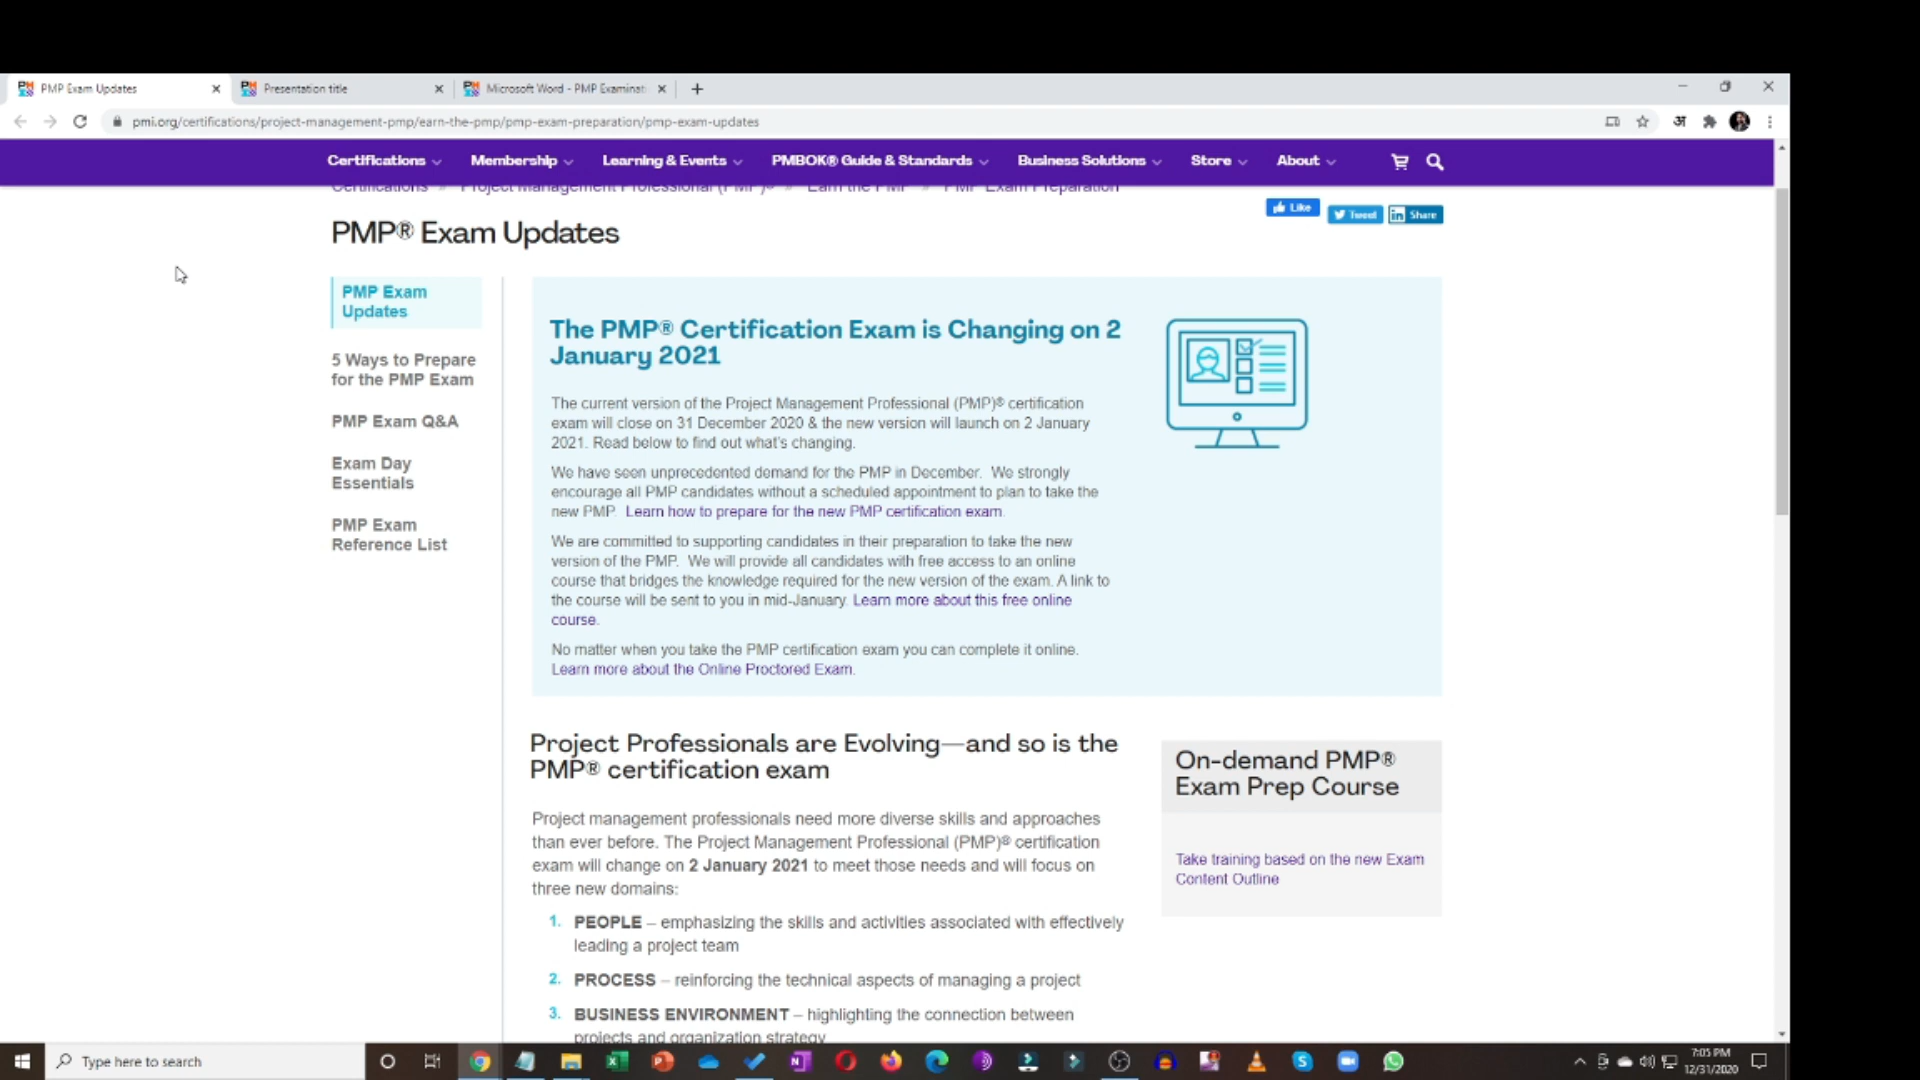 PMP Exam Updates
Presentation title
Microsoft Word - PMP Examinat
pmi.org/certifications/project-management-pmp/earn-the-pmp/pmp-exam-preparation/pmp-exam-updates
अ
Certifications Membership Learning & Events PMBOK® Guide & Standards Business Solutions Store About
Certifications » Project Management Professional (PMP)® » Earn the PMP » PMP Exam Preparation
Like Tweet in Share
PMP® Exam Updates
PMP Exam
Updates
5 Ways to Prepare
for the PMP Exam
PMP Exam Q&A
Exam Day
Essentials
PMP Exam
Reference List
The PMP® Certification Exam is Changing on 2
January 2021
The current version of the Project Management Professional (PMP)® certification
exam will close on 31 December 2020 & the new version will launch on 2 January
2021. Read below to find out what's changing.
We have seen unprecedented demand for the PMP in December. We strongly
encourage all PMP candidates without a scheduled appointment to plan to take the
new PMP. Learn how to prepare for the new PMP certification exam.
We are committed to supporting candidates in their preparation to take the new
version of the PMP. We will provide all candidates with free access to an online
course that bridges the knowledge required for the new version of the exam. A link to
the course will be sent to you in mid-January. Learn more about this free online
course.
No matter when you take the PMP certification exam you can complete it online.
Learn more about the Online Proctored Exam.
Project Professionals are Evolving—and so is the
PMP® certification exam
Project management professionals need more diverse skills and approaches
than ever before. The Project Management Professional (PMP)® certification
exam will change on 2 January 2021 to meet those needs and will focus on
three new domains:
1. PEOPLE – emphasizing the skills and activities associated with effectively
leading a project team
2. PROCESS – reinforcing the technical aspects of managing a project
3. BUSINESS ENVIRONMENT – highlighting the connection between
projects and organization strategy
On-demand PMP®
Exam Prep Course
Take training based on the new Exam
Content Outline
Type here to search
7:05 PM
12/31/2020